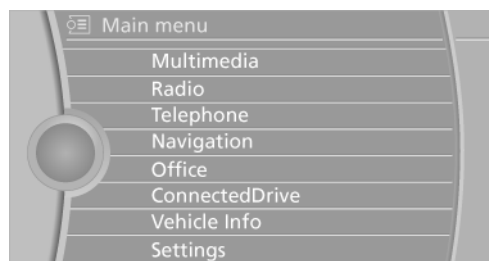 Main menu
Multimedia
Radio
Telephone
Navigation
Office
ConnectedDrive
Vehicle Info
Settings